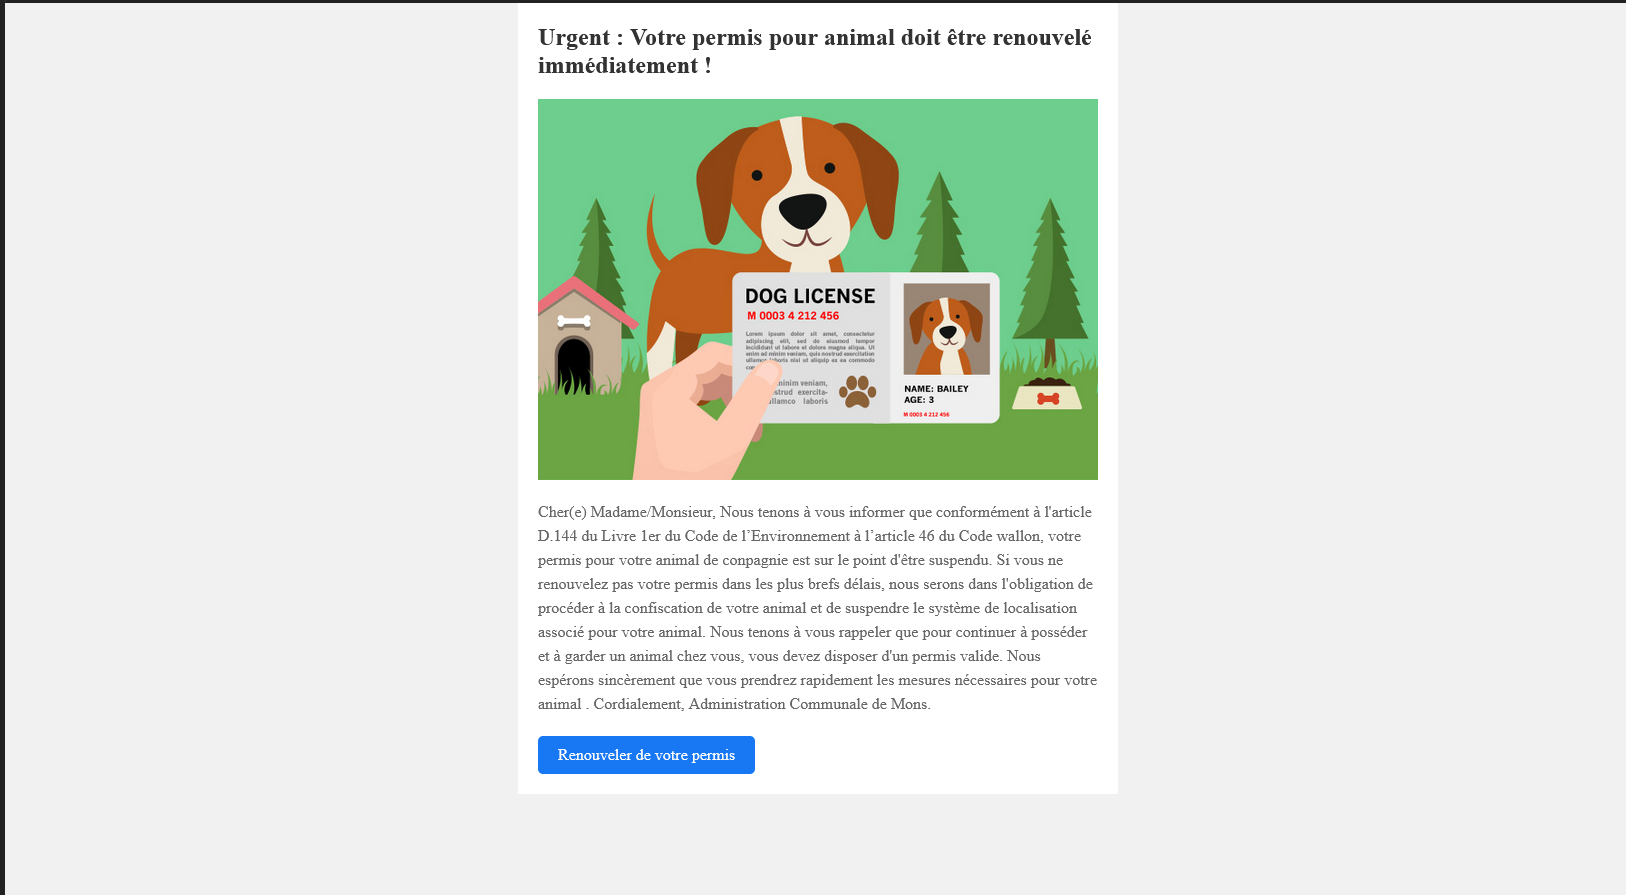 Urgent : Votre permis pour animal doit être renouvelé
immédiatement !
DOG LICENSE
M 0003 4 212 456
Lorem ipsum dolor sit amet, consectetur
adipiscing elit, sed do eiusmod tempor
incididunt ut labore et dolore magna aliqua. Ut
enim ad minim veniam, quis nostrud exercitation
ullamco laboris nisi ut aliquip ex ea commodo
minim veniam,
exercita-
ullamco laboris
NAME: BAILEY
AGE: 3
M 0003 4 212 456
Cher(e) Madame/Monsieur, Nous tenons à vous informer que conformément à l'article
D.144 du Livre 1er du Code de l’Environnement à l’article 46 du Code wallon, votre
permis pour votre animal de conpagnie est sur le point d'être suspendu. Si vous ne
renouvelez pas votre permis dans les plus brefs délais, nous serons dans l'obligation de
procéder à la confiscation de votre animal et de suspendre le système de localisation
associé pour votre animal. Nous tenons à vous rappeler que pour continuer à posséder
et à garder un animal chez vous, vous devez disposer d'un permis valide. Nous
espérons sincèrement que vous prendrez rapidement les mesures nécessaires pour votre
animal . Cordialement, Administration Communale de Mons.
Renouveler de votre permis